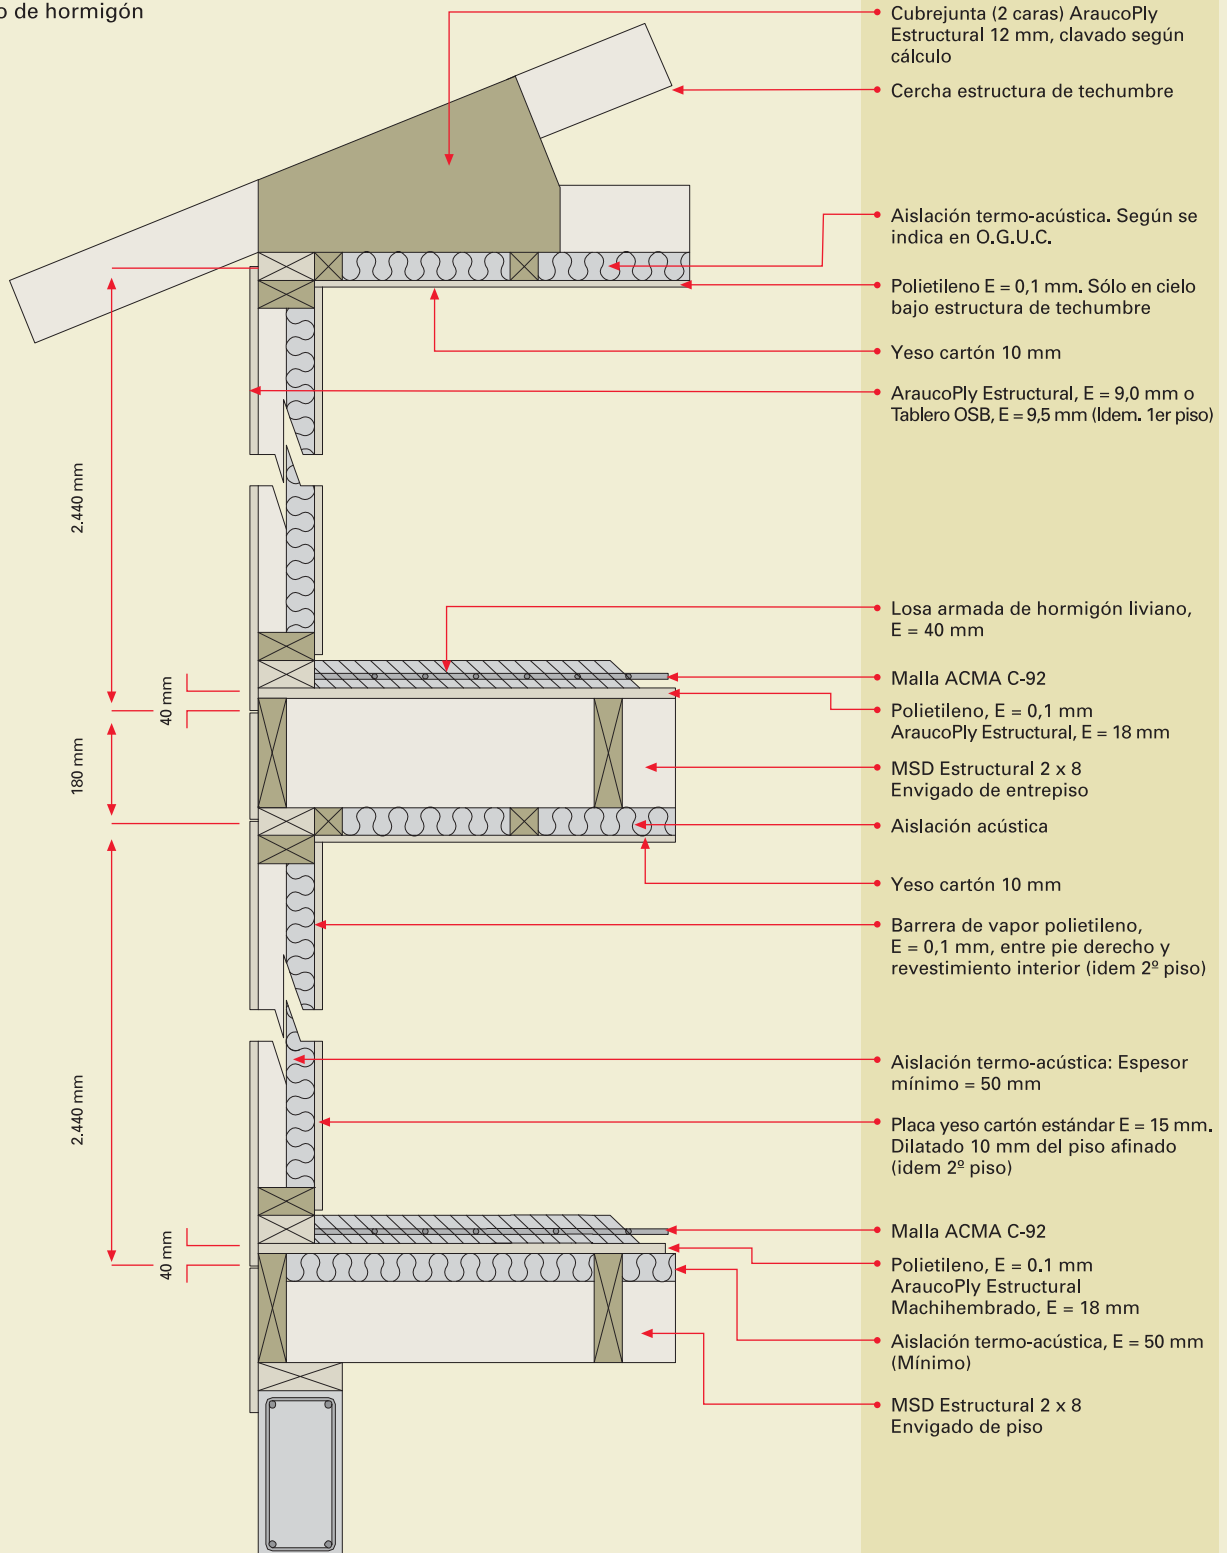 o de hormigón
Cubrejunta (2 caras) AraucoPly
Estructural 12 mm, clavado según
cálculo
Cercha estructura de techumbre
Aislación termo-acústica. Según se
indica en O.G.U.C.
Polietileno E = 0,1 mm. Sólo en cielo
bajo estructura de techumbre
Yeso cartón 10 mm
AraucoPly Estructural, E = 9,0 mm o
Tablero OSB, E = 9,5 mm (Idem. 1er piso)
2.440 mm
Losa armada de hormigón liviano,
E = 40 mm
Malla ACMA C-92
40 mm
Polietileno, E = 0,1 mm
AraucoPly Estructural, E = 18 mm
180 mm
MSD Estructural 2 x 8
Envigado de entrepiso
Aislación acústica
Yeso cartón 10 mm
Barrera de vapor polietileno,
E = 0,1 mm, entre pie derecho y
revestimiento interior (idem 2º piso)
Aislación termo-acústica: Espesor
mínimo = 50 mm
2.440 mm
Placa yeso cartón estándar E = 15 mm.
Dilatado 10 mm del piso afinado
(idem 2º piso)
Malla ACMA C-92
40 mm
Polietileno, E = 0.1 mm
AraucoPly Estructural
Machihembrado, E = 18 mm
Aislación termo-acústica, E = 50 mm
(Mínimo)
MSD Estructural 2 x 8
Envigado de piso